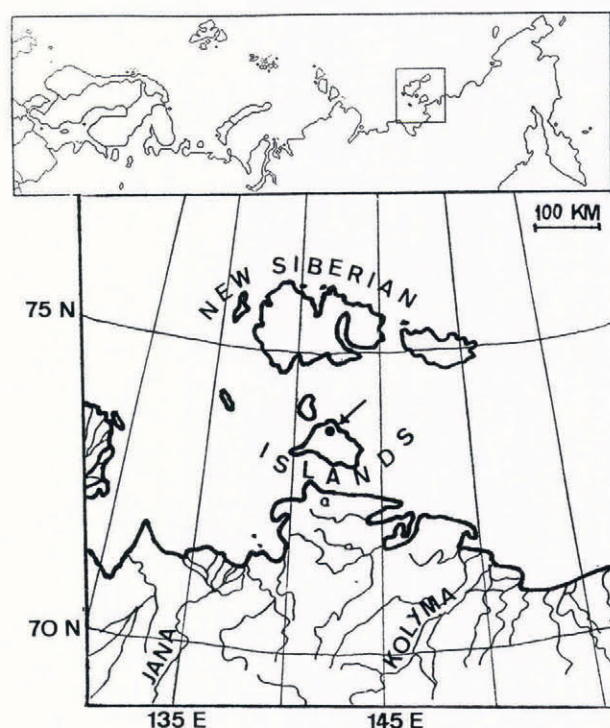 100 KM
NEW SIBERIAN
75 N
ISLANDS
a
70 N
JANA
KOLYMA
135 E
145 E